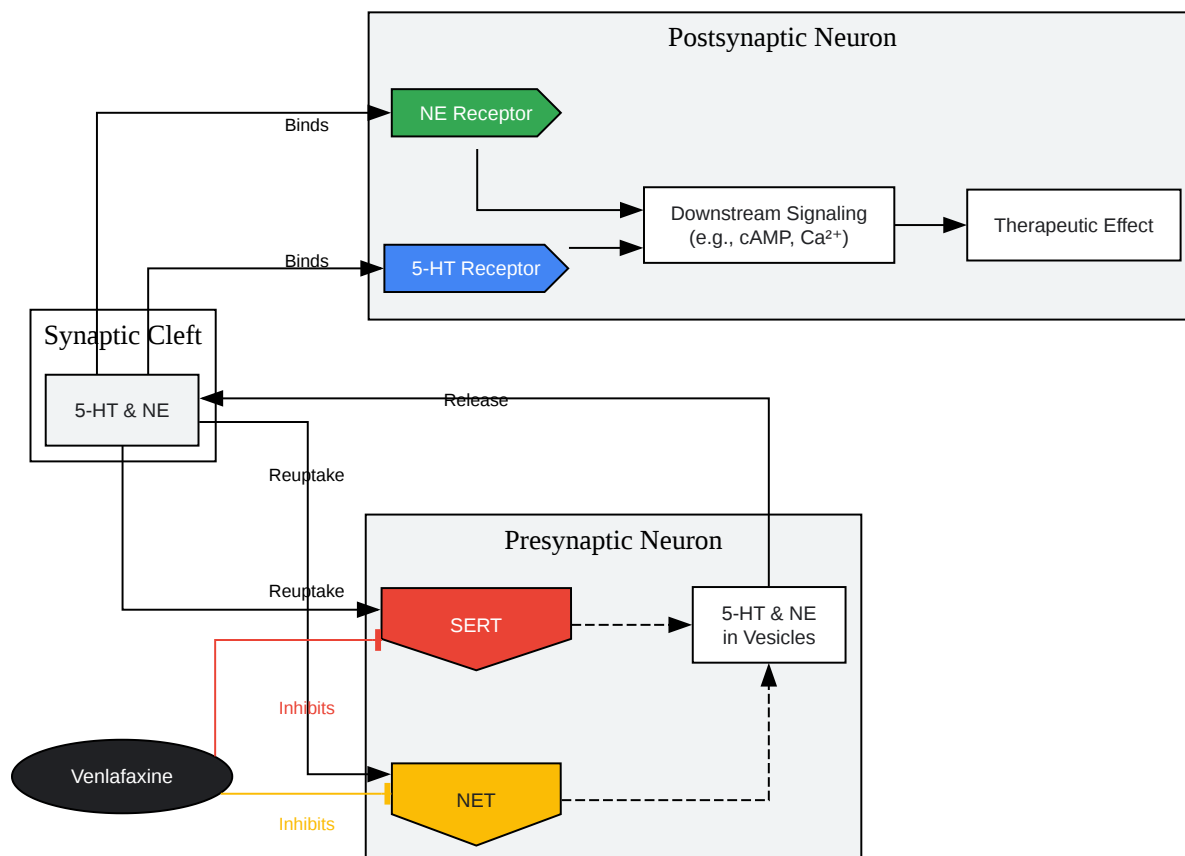 Postsynaptic Neuron
NE Receptor
Binds
Downstream Signaling
(e.g., cAMP, Ca²⁺)
Therapeutic Effect
Binds
5-HT Receptor
Synaptic Cleft
5-HT & NE
Release
Reuptake
Presynaptic Neuron
Reuptake
SERT
5-HT & NE
in Vesicles
Inhibits
Venlafaxine
NET
Inhibits